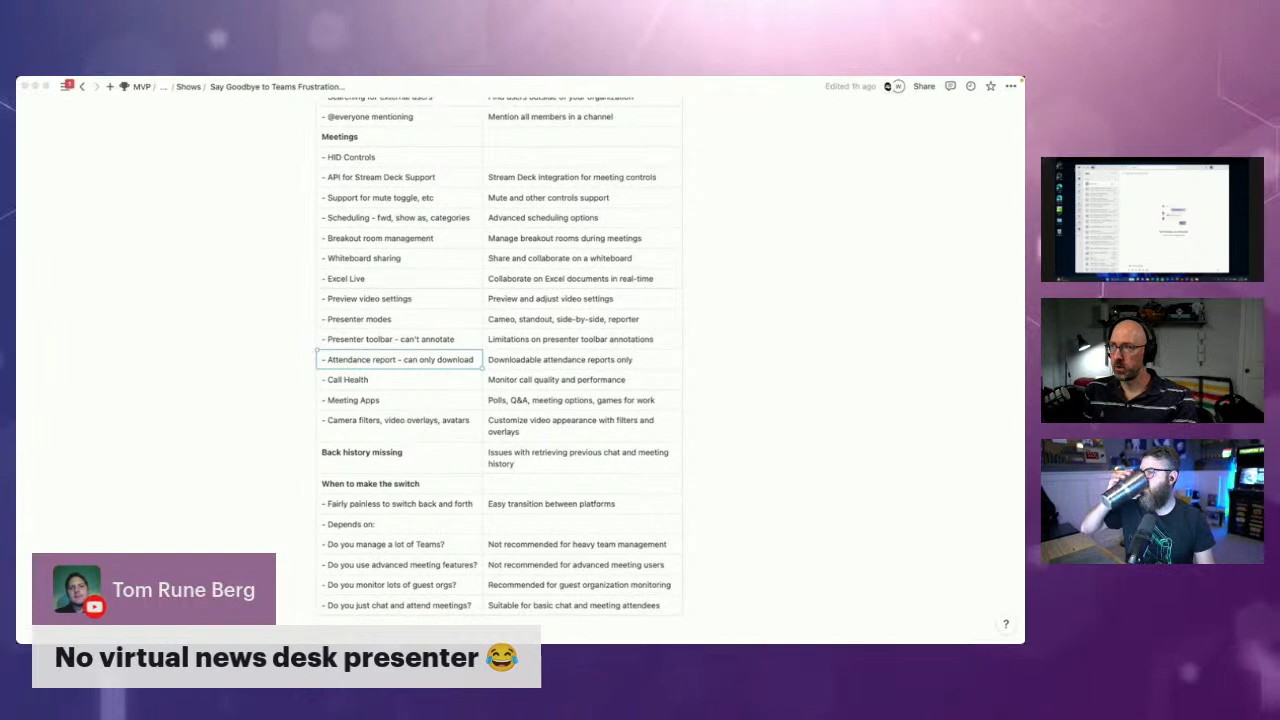 MVP / ... / Shows / Say Goodbye to Teams Frustration...
Edited 1h ago
W
Share
- Searching for external users
Find users outside of your organization
- @everyone mentioning
Mention all members in a channel
Meetings
- HID Controls
- API for Stream Deck Support
Stream Deck integration for meeting controls
- Support for mute toggle, etc
Mute and other controls support
- Scheduling - fwd, show as, categories
Advanced scheduling options
- Breakout room management
Manage breakout rooms during meetings
- Whiteboard sharing
Share and collaborate on a whiteboard
- Excel Live
Collaborate on Excel documents in real-time
- Preview video settings
Preview and adjust video settings
- Presenter modes
Cameo, standout, side-by-side, reporter
- Presenter toolbar - can't annotate
Limitations on presenter toolbar annotations
- Attendance report - can only download
Downloadable attendance reports only
- Call Health
Monitor call quality and performance
- Meeting Apps
Polls, Q&A, meeting options, games for work
- Camera filters, video overlays, avatars
Customize video appearance with filters and
overlays
Back history missing
Issues with retrieving previous chat and meeting
history
When to make the switch
- Fairly painless to switch back and forth
Easy transition between platforms
- Depends on:
- Do you manage a lot of Teams?
Not recommended for heavy team management
- Do you use advanced meeting features?
Not recommended for advanced meeting users
- Do you monitor lots of guest orgs?
Recommended for guest organization monitoring
- Do you just chat and attend meetings?
Suitable for basic chat and meeting attendees
?
Tom Rune Berg
No virtual news desk presenter 😂